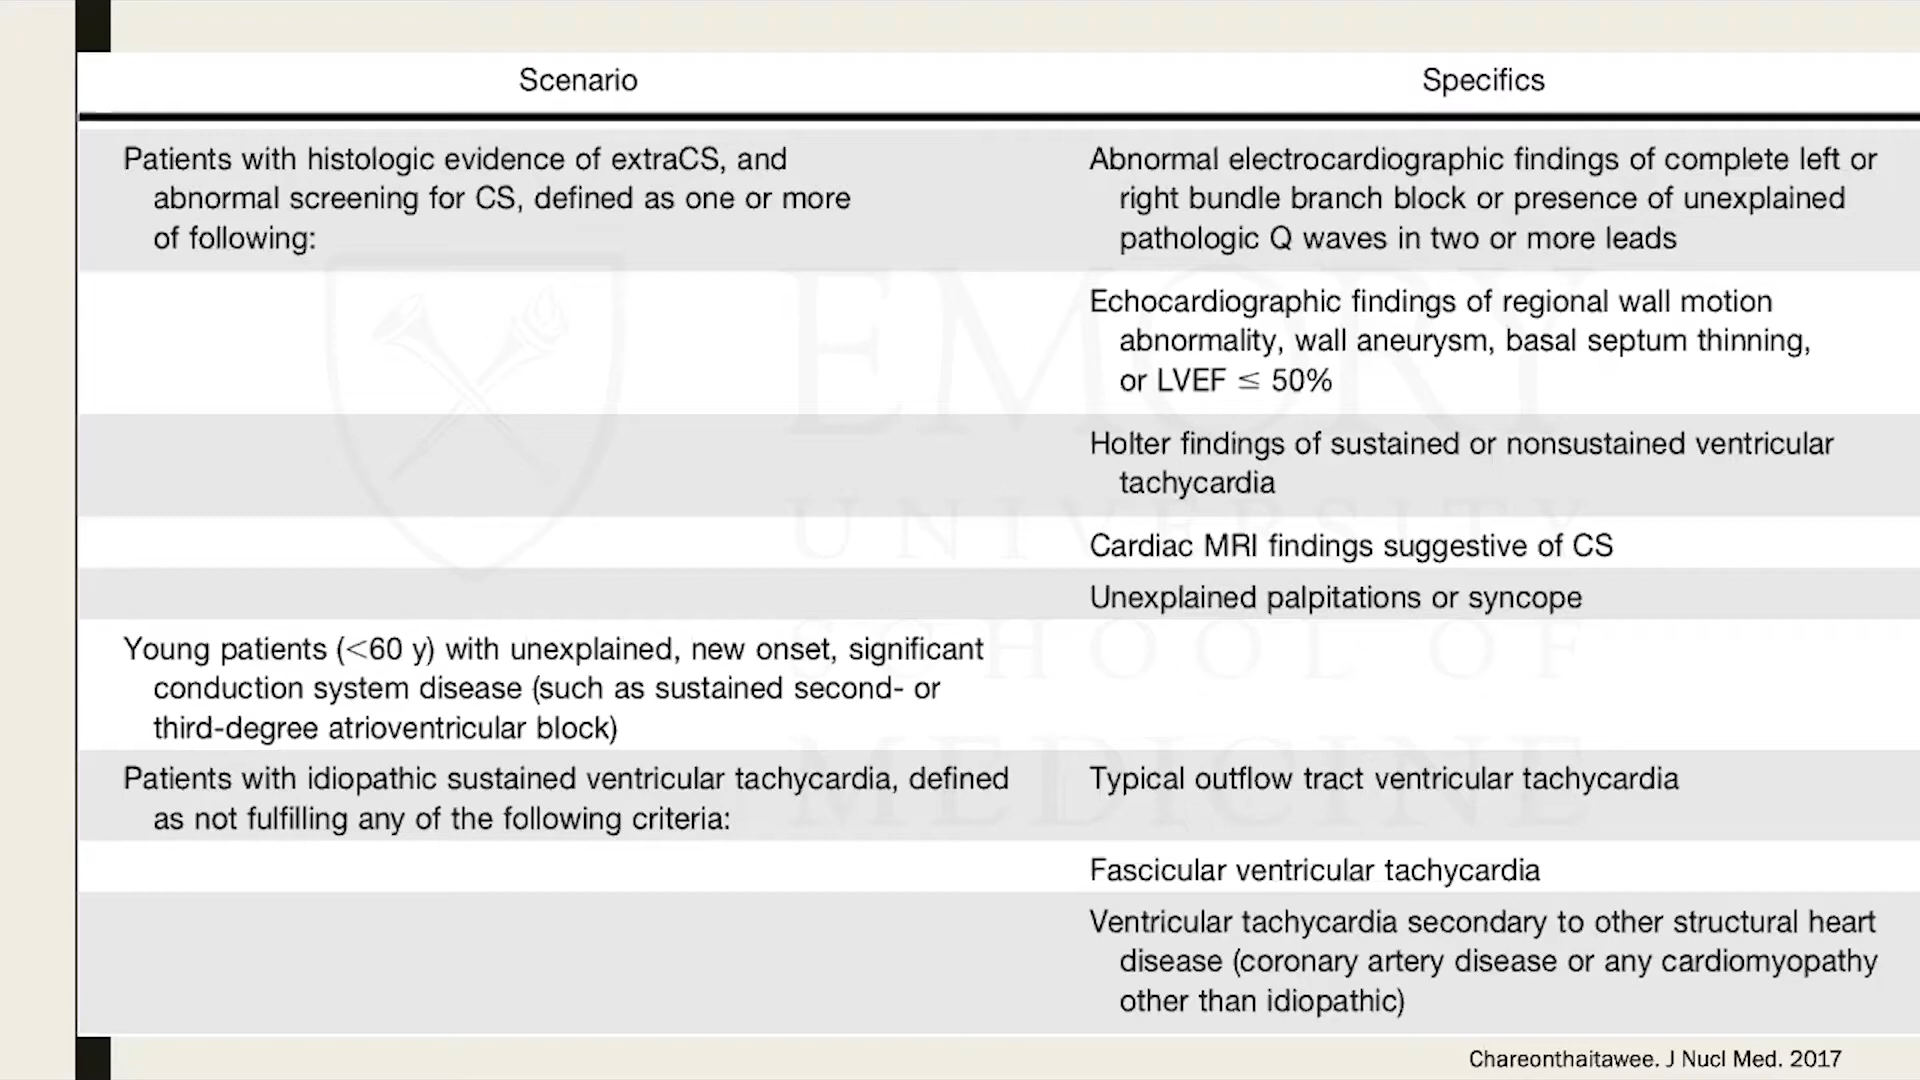 Scenario
Specifics
Patients with histologic evidence of extraCS, and
abnormal screening for CS, defined as one or more
of following:
Abnormal electrocardiographic findings of complete left or
right bundle branch block or presence of unexplained
pathologic Q waves in two or more leads
Echocardiographic findings of regional wall motion
abnormality, wall aneurysm, basal septum thinning,
or LVEF ≤ 50%
Holter findings of sustained or nonsustained ventricular
tachycardia
Cardiac MRI findings suggestive of CS
Unexplained palpitations or syncope
Young patients (<60 y) with unexplained, new onset, significant
conduction system disease (such as sustained second- or
third-degree atrioventricular block)
Patients with idiopathic sustained ventricular tachycardia, defined
as not fulfilling any of the following criteria:
Typical outflow tract ventricular tachycardia
Fascicular ventricular tachycardia
Ventricular tachycardia secondary to other structural heart
disease (coronary artery disease or any cardiomyopathy
other than idiopathic)
Chareonthaitawee. J Nucl Med. 2017
EMORY
UNIVERSITY
SCHOOL OF
MEDICINE